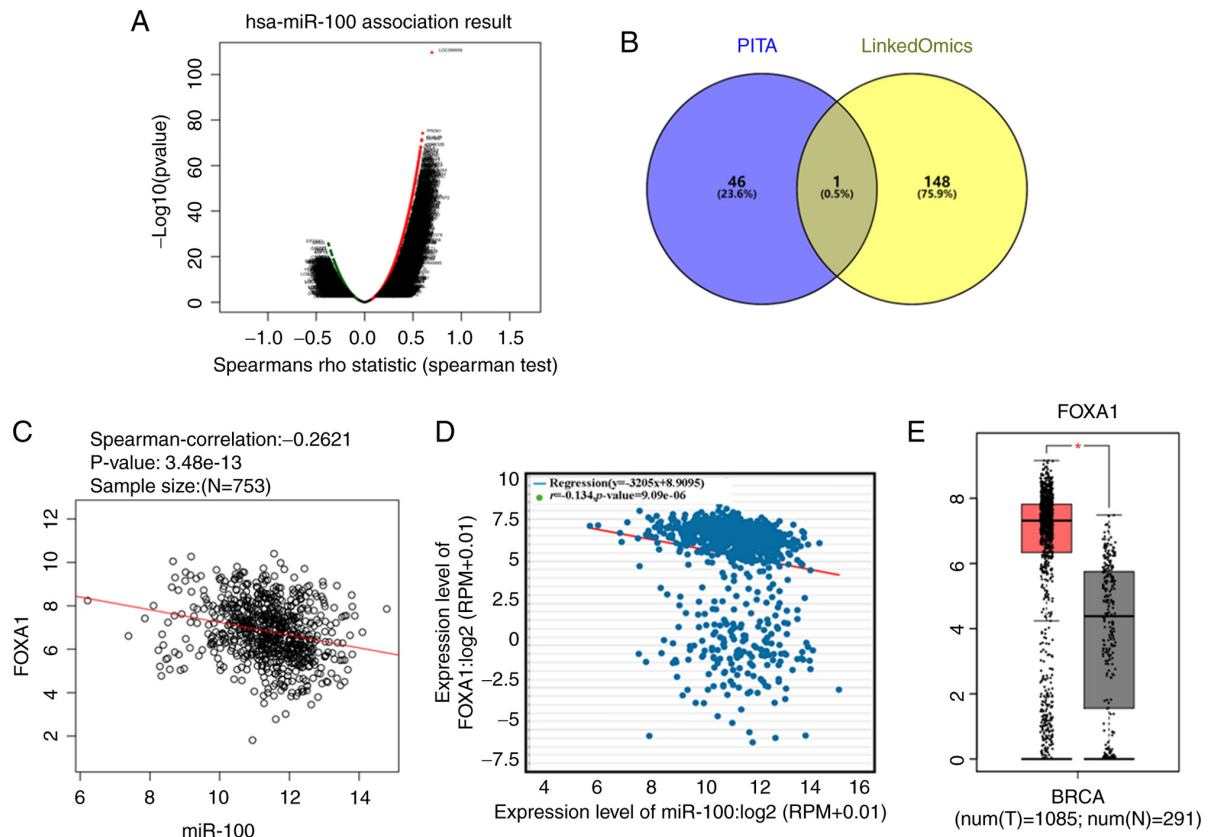 A
hsa-miR-100 association result
LOC399959
PROS1
−Log10(pvalue)
100
80
60
40
20
0
−1.0 −0.5 0.0 0.5 1.0 1.5
Spearmans rho statistic (spearman test)
B
PITA
LinkedOmics
46
(23.6%)
1
(0.5%)
148
(75.9%)
C
Spearman-correlation:−0.2621
P-value: 3.48e-13
Sample size:(N=753)
FOXA1
12
10
8
6
4
2
6 8 10 12 14
miR-100
D
Regression(y=-3205x+8.9095)
r=-0.134,p-value=9.09e-06
Expression level of
FOXA1:log2 (RPM+0.01)
10
7.5
5
2.5
0
−2.5
−5
−7.5
4 6 8 10 12 14 16
Expression level of miR-100:log2 (RPM+0.01)
E
FOXA1
*
8
6
4
2
0
BRCA
(num(T)=1085; num(N)=291)